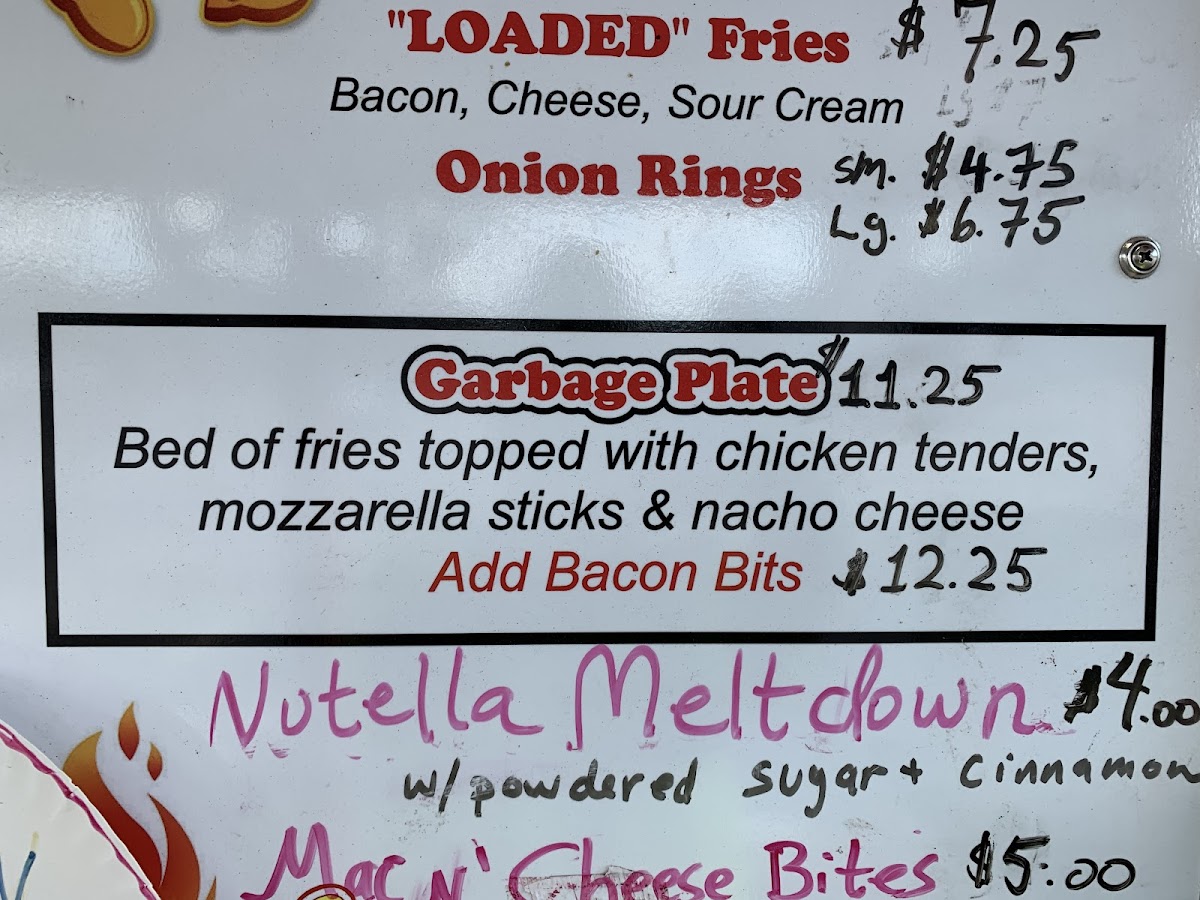 "LOADED" Fries $7.25
Bacon, Cheese, Sour Cream
Onion Rings sm. $4.75
Lg. $6.75
Garbage Plate $11.25
Bed of fries topped with chicken tenders,
mozzarella sticks & nacho cheese
Add Bacon Bits $12.25
Nutella Meltdown $4.00
w/powdered sugar + Cinnamon
Mac N' Cheese Bites $5.00